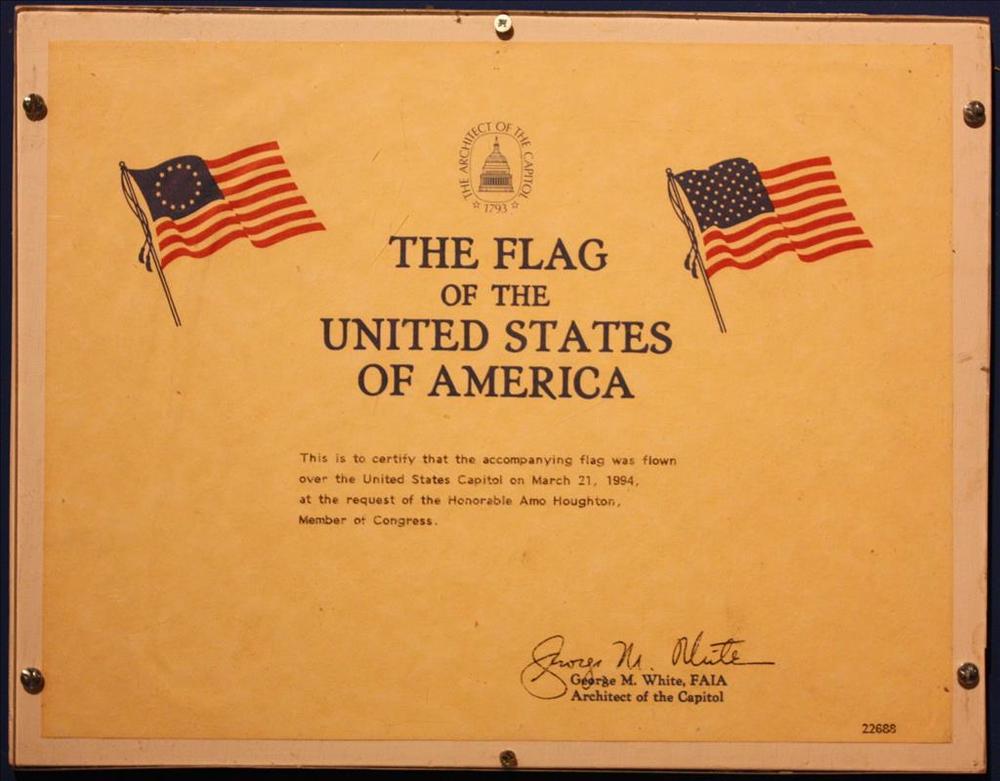 THE ARCHITECT OF THE CAPITOL
1793
THE FLAG
OF THE
UNITED STATES
OF AMERICA
This is to certify that the accompanying flag was flown
over the United States Capitol on March 21, 1994,
at the request of the Honorable Amo Houghton,
Member of Congress.
George M. White
George M. White, FAIA
Architect of the Capitol
22688